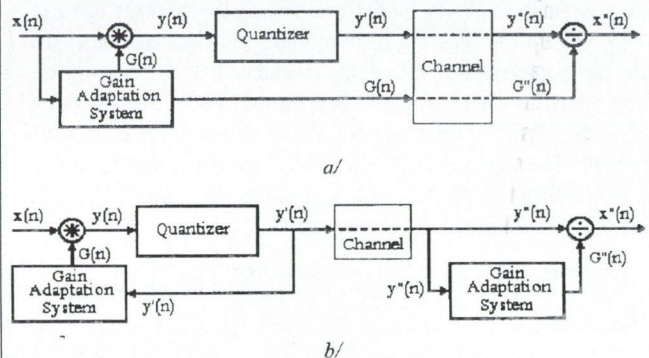 x(n) y(n) Quantizer y'(n) y"(n) x"(n)
Channel
G(n)
Gain
Adaptation
System
G(n) G"(n)
a/
x(n) y(n) Quantizer y'(n) y"(n) x"(n)
Channel
G(n) G"(n)
Gain
Adaptation
System
y'(n) y"(n)
Gain
Adaptation
System
b/